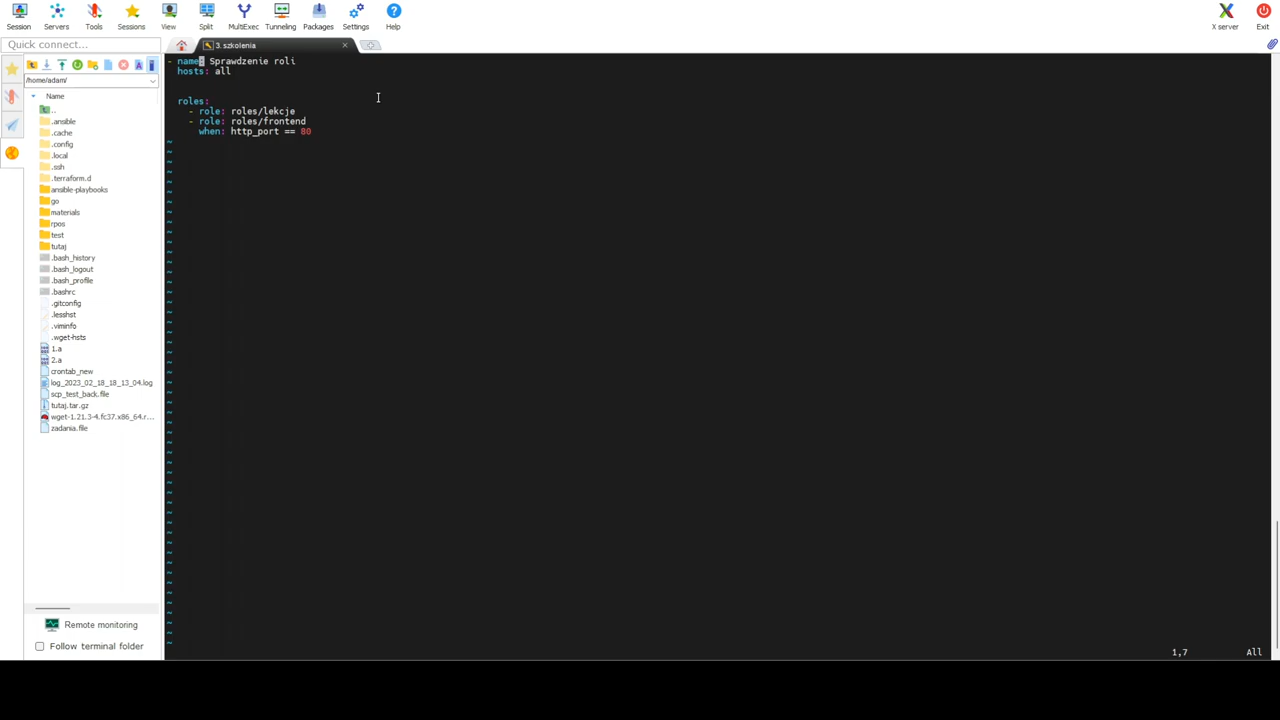 Session Servers Tools Sessions View Split MultiExec Tunneling Packages Settings Help X server Exit
Quick connect...
3. szkolenia
/home/adam/
Name
..
.ansible
.cache
.config
.local
.ssh
.terraform.d
ansible-playbooks
go
materials
rpos
test
tutaj
.bash_history
.bash_logout
.bash_profile
.bashrc
.gitconfig
.lesshst
.viminfo
.wget-hsts
1.a
2.a
crontab_new
log_2023_02_18_18_13_04.log
scp_test_back.file
tutaj.tar.gz
wget-1.21.3-4.fc37.x86_64.r...
zadania.file
Remote monitoring
Follow terminal folder
- name: Sprawdzenie roli
hosts: all
roles:
- role: roles/lekcje
- role: roles/frontend
when: http_port == 80
1,7 All